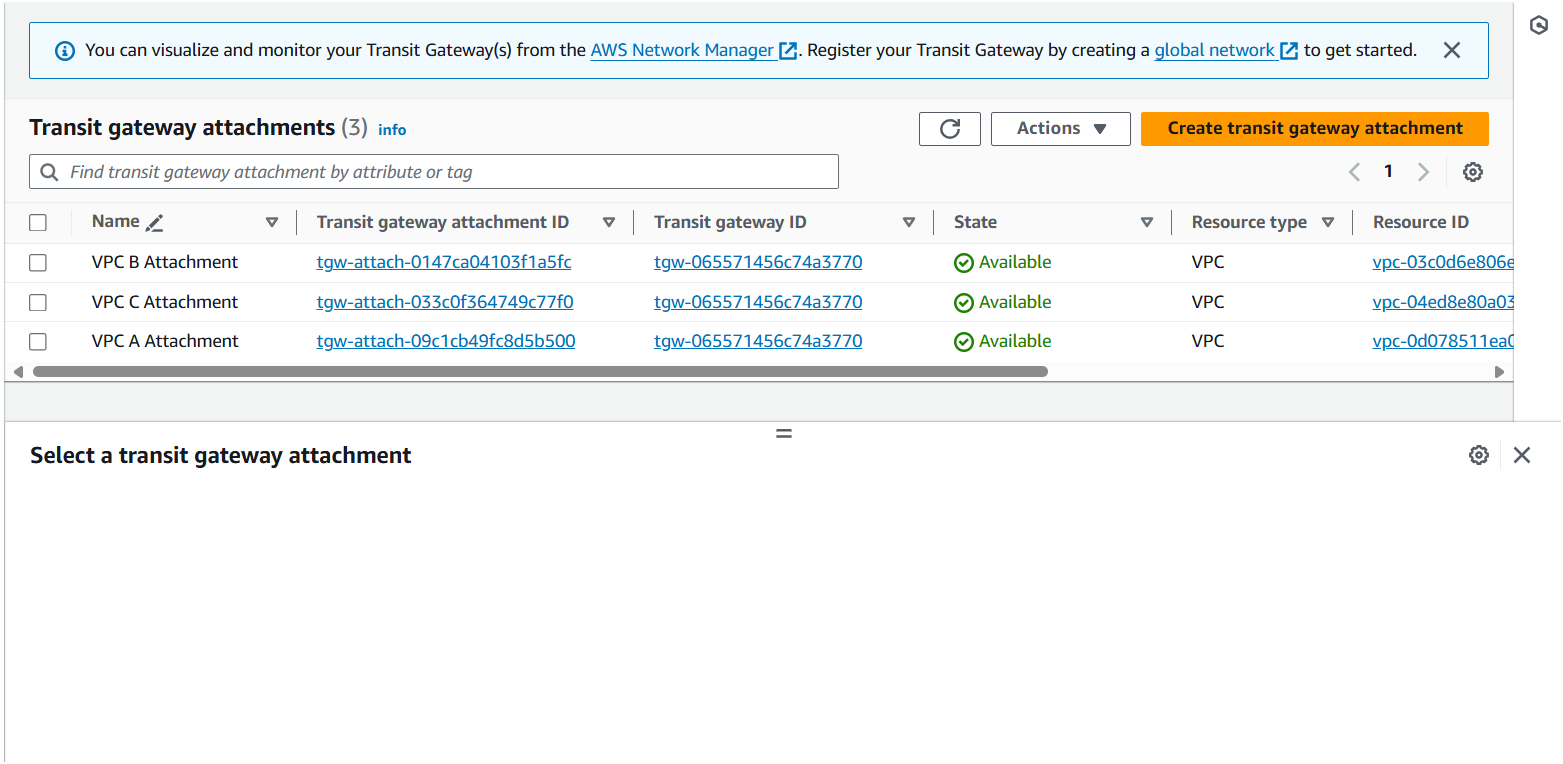 You can visualize and monitor your Transit Gateway(s) from the AWS Network Manager. Register your Transit Gateway by creating a global network to get started.
Transit gateway attachments (3) info
Actions
Create transit gateway attachment
Find transit gateway attachment by attribute or tag
1
Name Transit gateway attachment ID Transit gateway ID State Resource type Resource ID
VPC B Attachment tgw-attach-0147ca04103f1a5fc tgw-065571456c74a3770 Available VPC vpc-03c0d6e806e
VPC C Attachment tgw-attach-033c0f364749c77f0 tgw-065571456c74a3770 Available VPC vpc-04ed8e80a03
VPC A Attachment tgw-attach-09c1cb49fc8d5b500 tgw-065571456c74a3770 Available VPC vpc-0d078511ea0
Select a transit gateway attachment